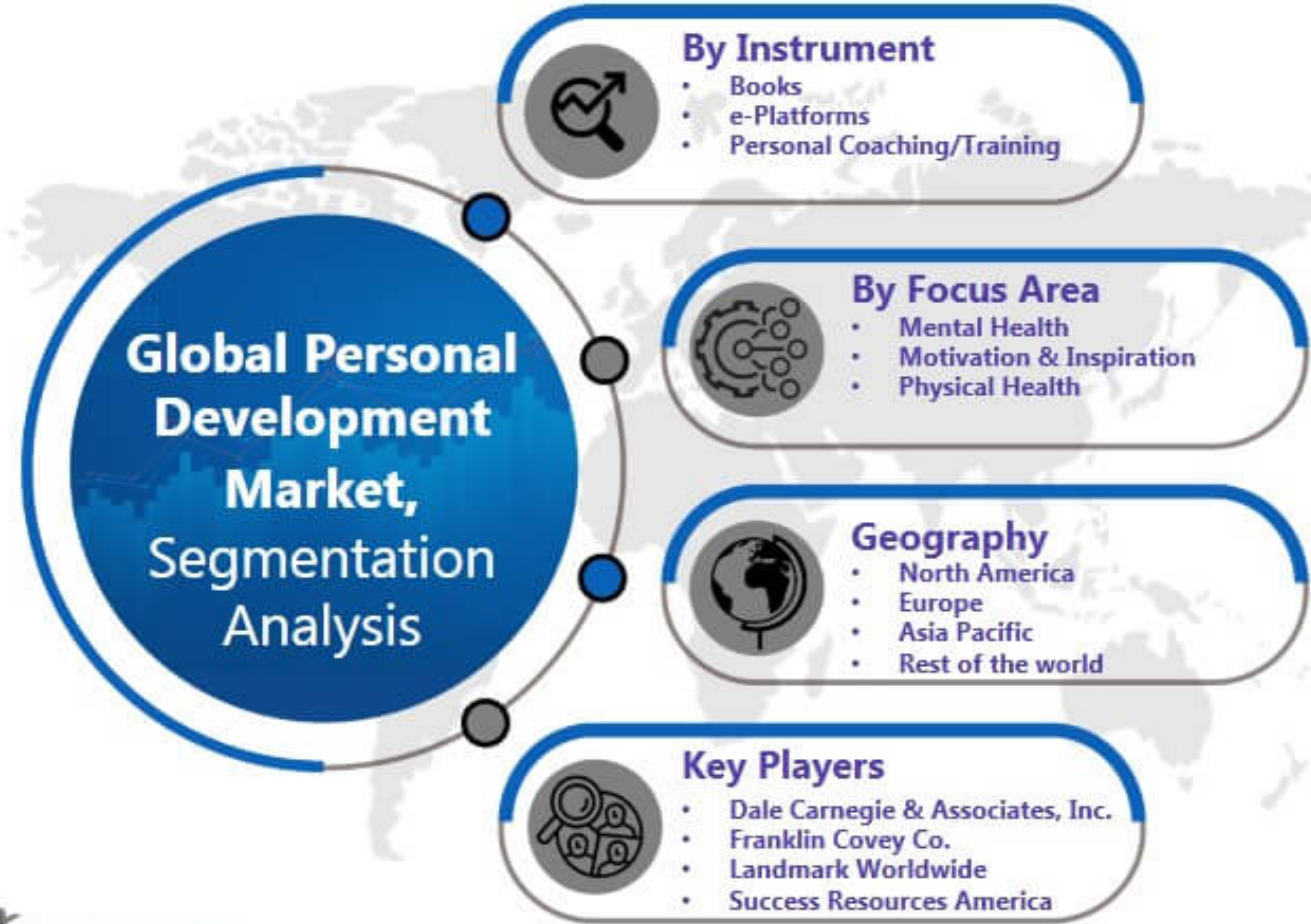 Global Personal
Development
Market,
Segmentation
Analysis
By Instrument
• Books
• e-Platforms
• Personal Coaching/Training
By Focus Area
• Mental Health
• Motivation & Inspiration
• Physical Health
Geography
• North America
• Europe
• Asia Pacific
• Rest of the world
Key Players
• Dale Carnegie & Associates, Inc.
• Franklin Covey Co.
• Landmark Worldwide
• Success Resources America